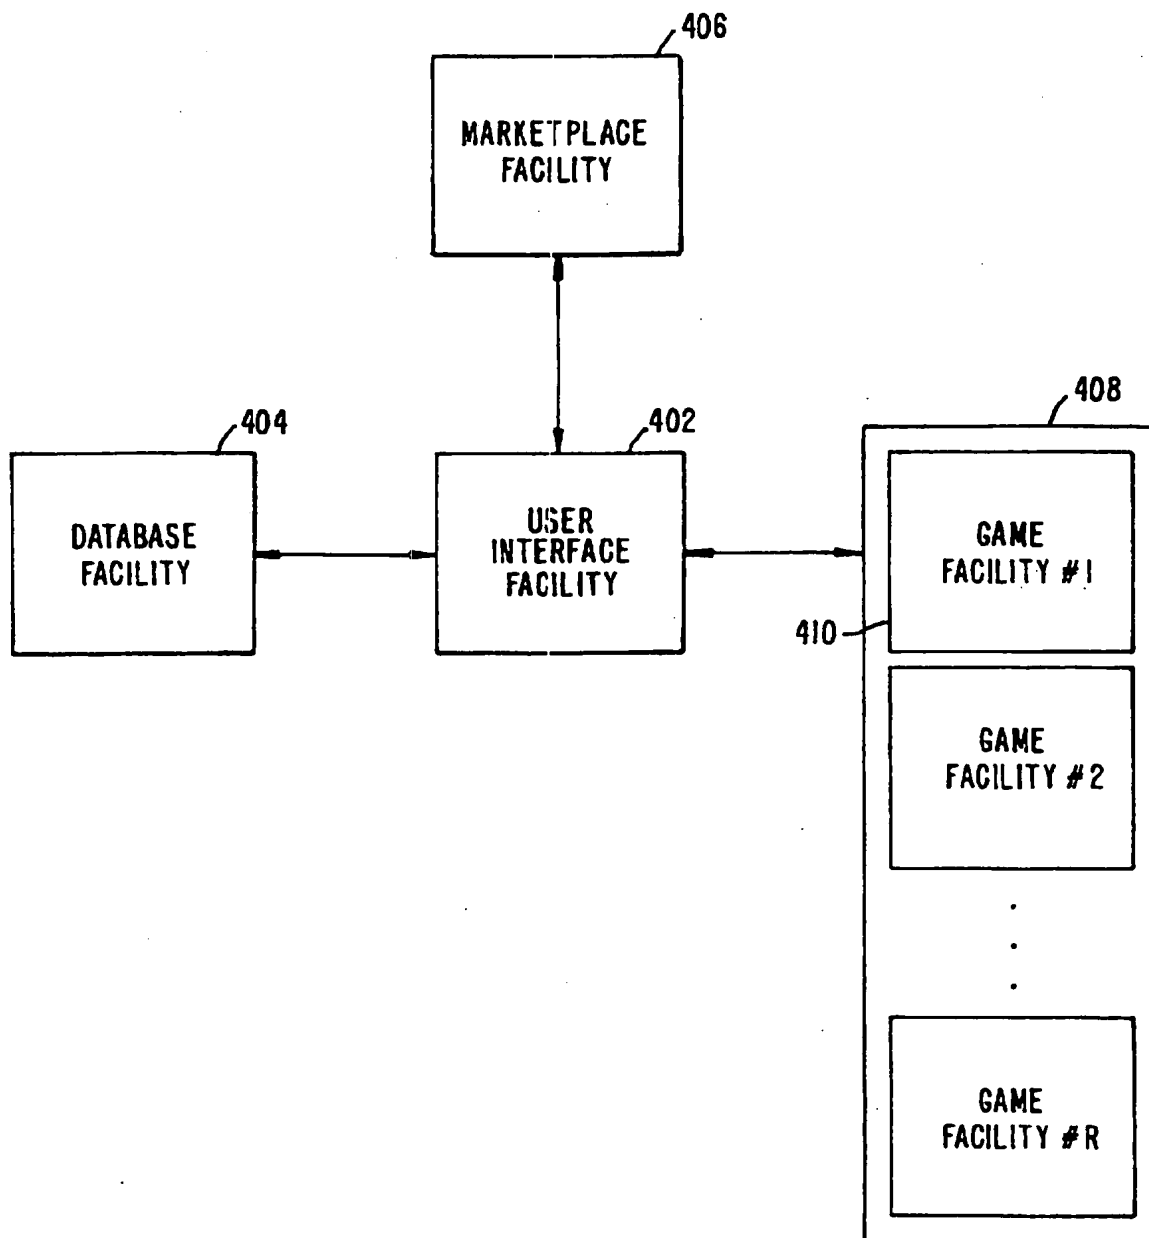 406
MARKETPLACE
FACILITY
408
404
402
DATABASE
FACILITY
USER
INTERFACE
FACILITY
GAME
FACILITY #1
410
GAME
FACILITY #2
.
.
.
GAME
FACILITY #R